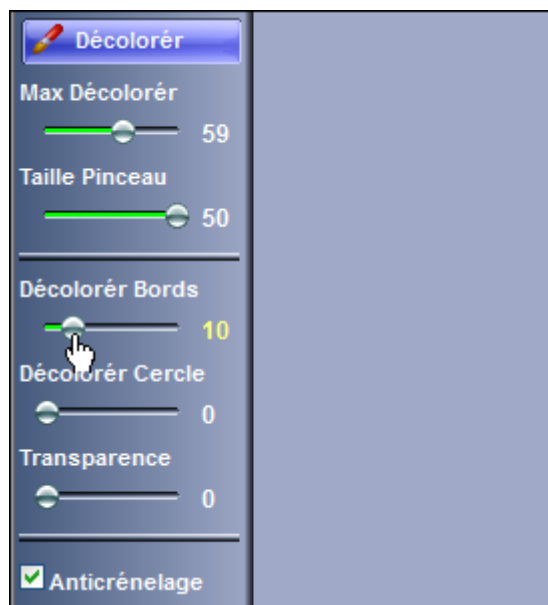 Décolorér
Max Décolorér
59
Taille Pinceau
50
Décolorér Bords
10
Décolorér Cercle
0
Transparence
0
Anticrénelage